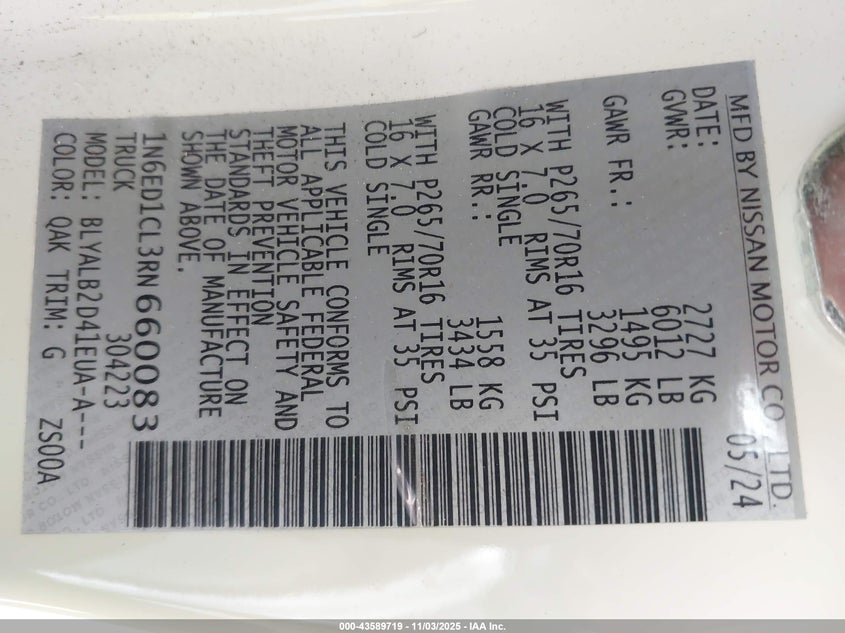 MFD BY NISSAN MOTOR CO., LTD.
DATE: 05/24
GVWR: 2727 KG
6012 LB
GAWR FR.: 1495 KG
3296 LB
WITH P265/70R16 TIRES
16 X 7.0 RIMS AT 35 PSI
COLD SINGLE
GAWR RR.: 1558 KG
3434 LB
WITH P265/70R16 TIRES
16 X 7.0 RIMS AT 35 PSI
COLD SINGLE
THIS VEHICLE CONFORMS TO
ALL APPLICABLE FEDERAL
MOTOR VEHICLE SAFETY AND
THEFT PREVENTION
STANDARDS IN EFFECT ON
THE DATE OF MANUFACTURE
SHOWN ABOVE.
1N6ED1CL3RN660083
TRUCK 304223
MODEL: BLYALB2D41EUA-A---
COLOR: QAK TRIM: G ZS00A
000-43589719 - 11/03/2025 - IAA Inc.